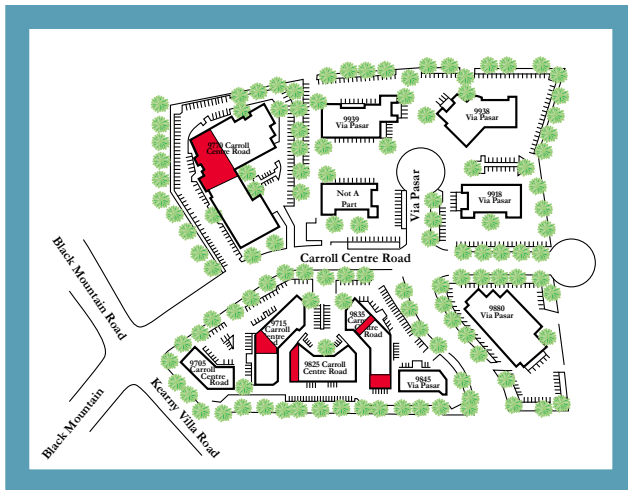 9939
Via Pasar
9938
Via Pasar
9770 Carroll
Centre Road
Not A
Part
Via Pasar
9918
Via Pasar
Carroll Centre Road
Black Mountain Road
9715
Carroll
Centre
9835
Carroll
Centre
Road
9880
Via Pasar
9705
Carroll
Centre
Road
9825 Carroll
Centre Road
9845
Via Pasar
Kearny Villa Road
Black Mountain